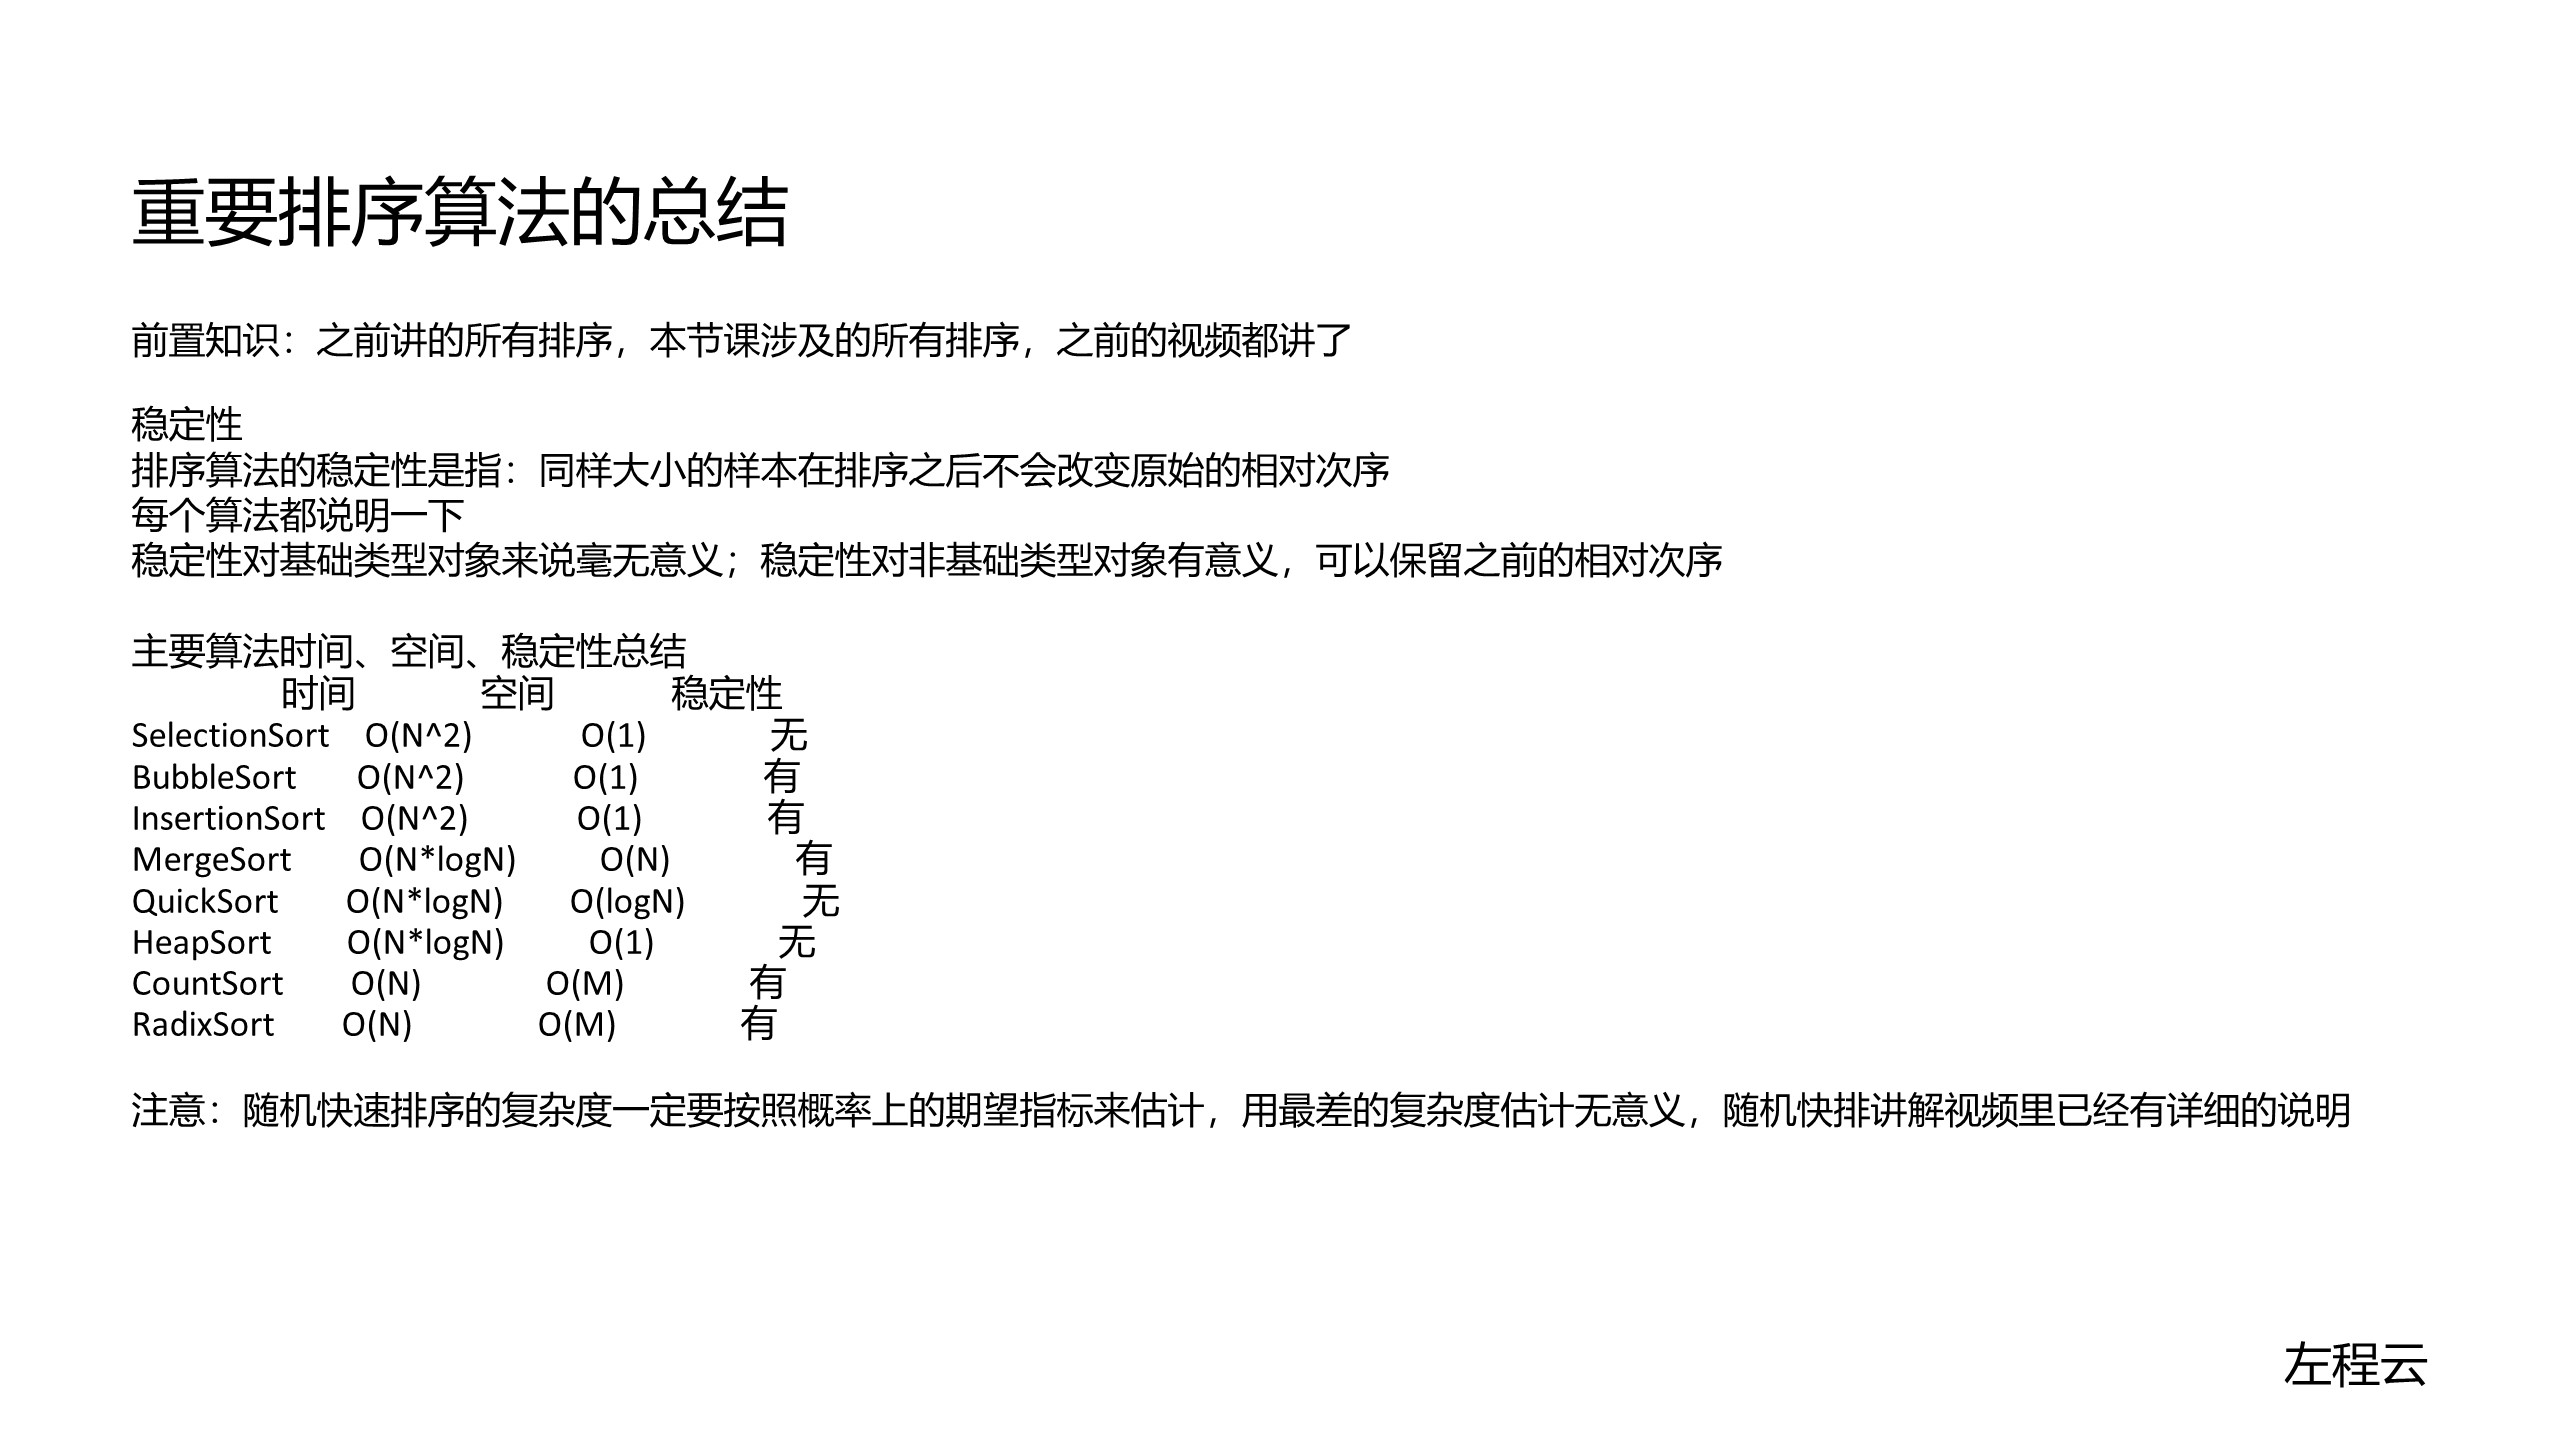 重要排序算法的总结
前置知识：之前讲的所有排序，本节课涉及的所有排序，之前的视频都讲了
稳定性
排序算法的稳定性是指：同样大小的样本在排序之后不会改变原始的相对次序
每个算法都说明一下
稳定性对基础类型对象来说毫无意义；稳定性对非基础类型对象有意义，可以保留之前的相对次序
主要算法时间、空间、稳定性总结
时间 空间 稳定性
SelectionSort O(N^2) O(1) 无
BubbleSort O(N^2) O(1) 有
InsertionSort O(N^2) O(1) 有
MergeSort O(N*logN) O(N) 有
QuickSort O(N*logN) O(logN) 无
HeapSort O(N*logN) O(1) 无
CountSort O(N) O(M) 有
RadixSort O(N) O(M) 有
注意：随机快速排序的复杂度一定要按照概率上的期望指标来估计，用最差的复杂度估计无意义，随机快排讲解视频里已经有详细的说明
左程云